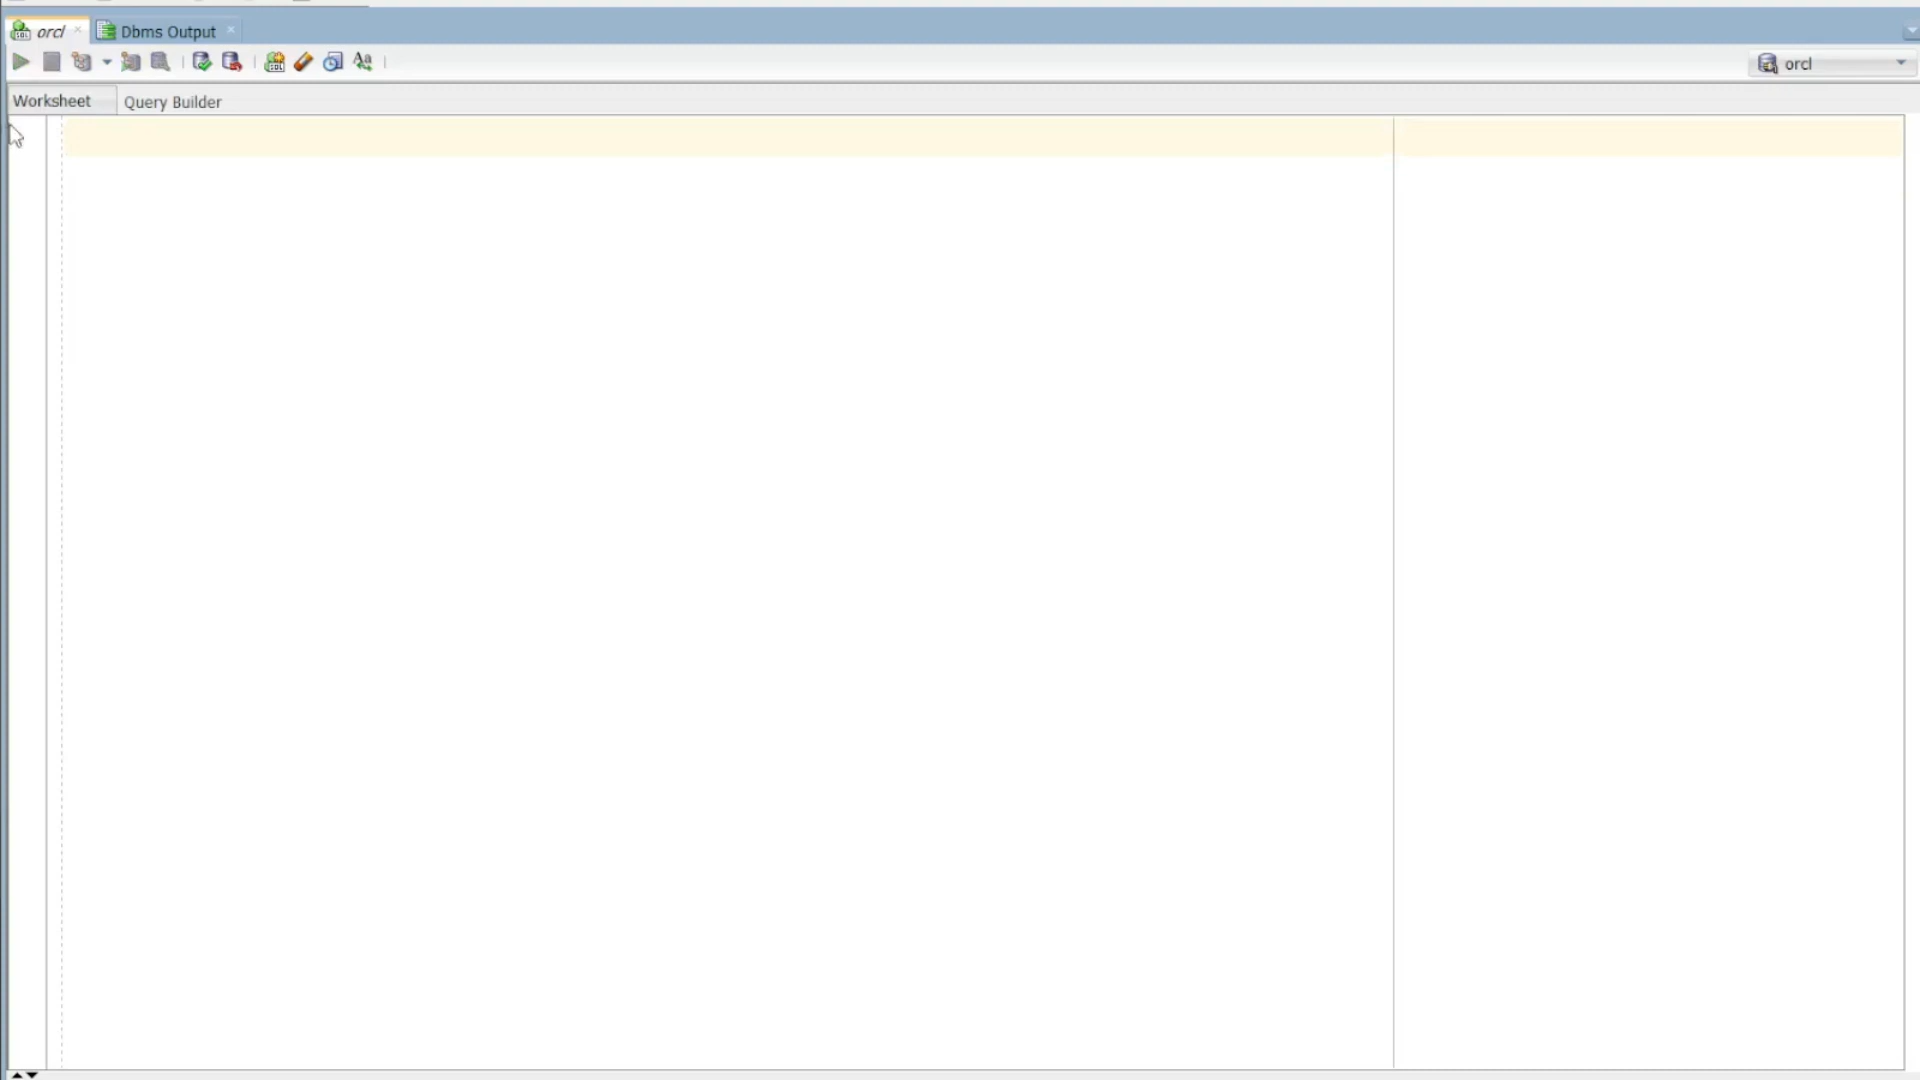 orcl
Dbms Output
orcl
Worksheet
Query Builder